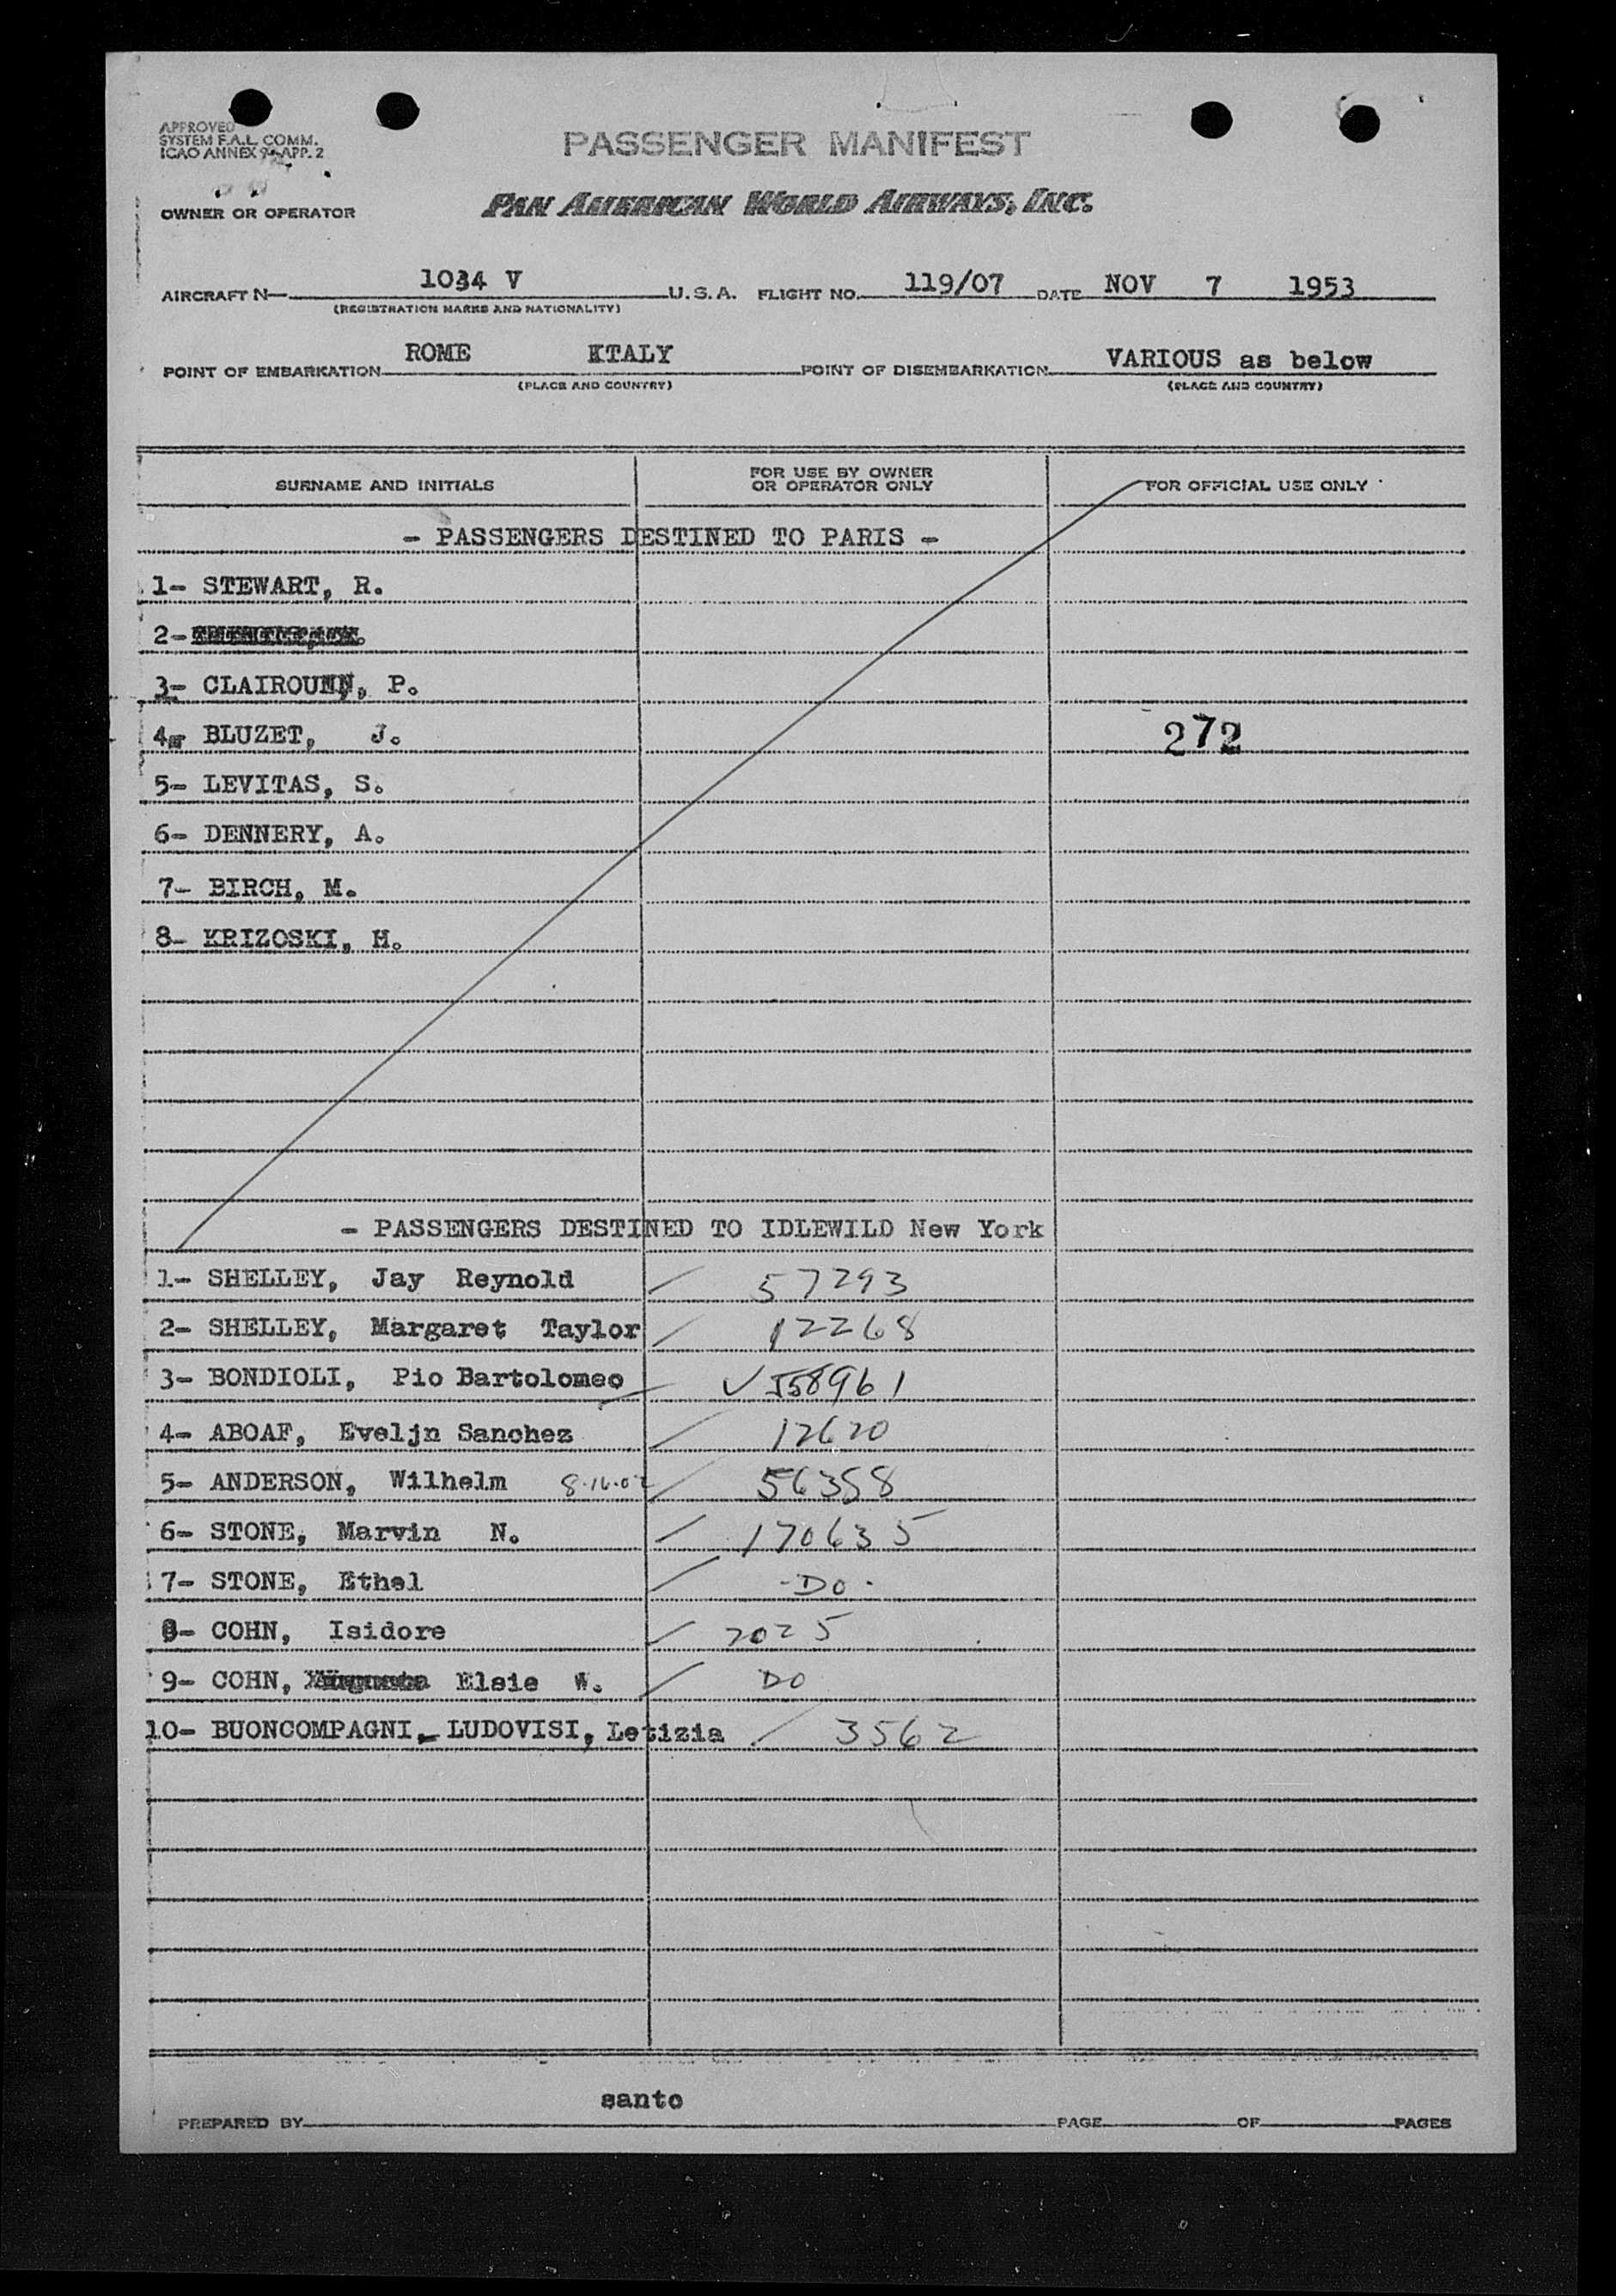 APPROVED
SYSTEM F.A.L. COMM.
ICAO ANNEX 9-APP. 2
PASSENGER MANIFEST
OWNER OR OPERATOR PAN AMERICAN WORLD AIRWAYS, INC.
AIRCRAFT N- 1034 V U.S.A. FLIGHT NO. 119/07 DATE NOV 7 1953
(REGISTRATION MARKS AND NATIONALITY)
POINT OF EMBARKATION ROME ITALY POINT OF DISEMBARKATION VARIOUS as below
(PLACE AND COUNTRY) (PLACE AND COUNTRY)
SURNAME AND INITIALS FOR USE BY OWNER OR OPERATOR ONLY FOR OFFICIAL USE ONLY
- PASSENGERS DESTINED TO PARIS -
1- STEWART, R.
2-
3- CLAIROUIN, P.
4- BLUZET, J. 272
5- LEVITAS, S.
6- DENNERY, A.
7- BIRCH, M.
8- KRIZOSKI, H.
- PASSENGERS DESTINED TO IDLEWILD New York
1- SHELLEY, Jay Reynold / 57293
2- SHELLEY, Margaret Taylor / 12268
3- BONDIOLI, Pio Bartolomeo ✓ 558961
4- ABOAF, Eveljn Sanchez / 12620
5- ANDERSON, Wilhelm 8-16-02 / 56358
6- STONE, Marvin N. / 170635
7- STONE, Ethel / -DO-
8- COHN, Isidore / 2025
9- COHN, Elsie W. / DO
10- BUONCOMPAGNI- LUDOVISI, Letizia / 3562
santo
PREPARED BY PAGE OF PAGES